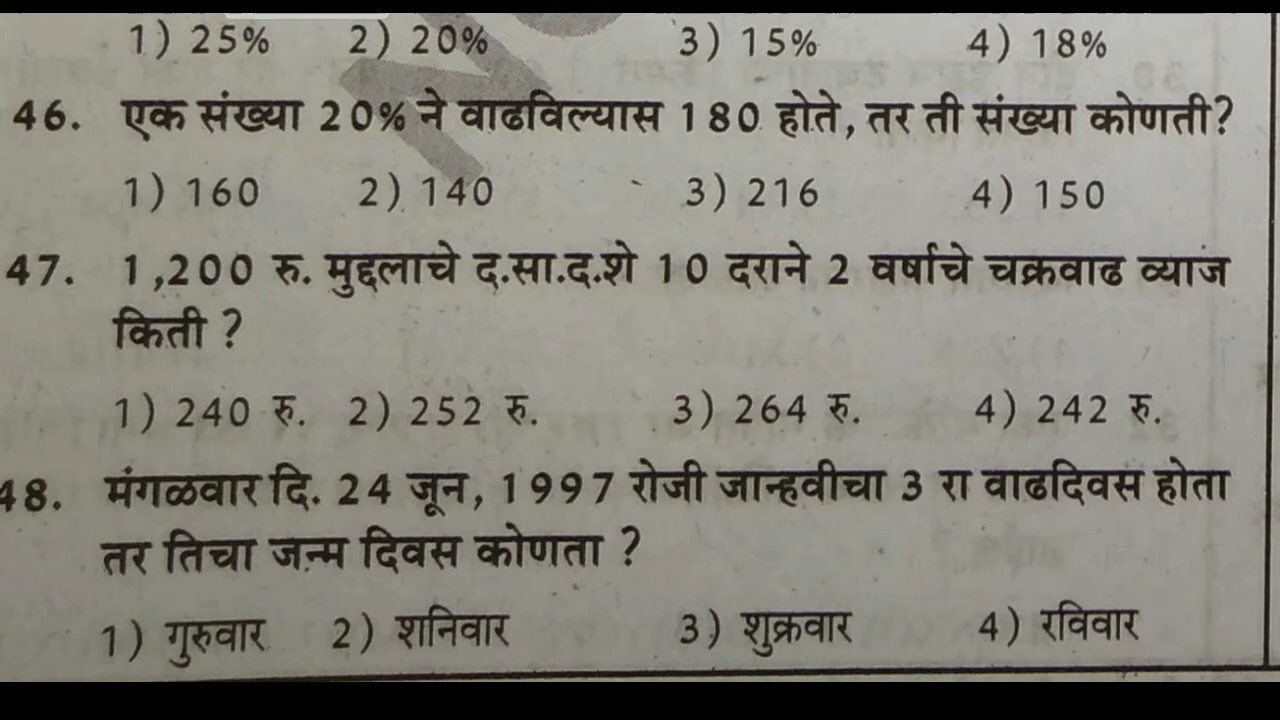 1) 25% 2) 20% 3) 15% 4) 18%
46. एक संख्या 20% ने वाढविल्यास 180 होते, तर ती संख्या कोणती?
1) 160 2) 140 3) 216 4) 150
47. 1,200 रु. मुद्दलाचे द.सा.द.शे 10 दराने 2 वर्षाचे चक्रवाढ व्याज
किती ?
1) 240 रु. 2) 252 रु. 3) 264 रु. 4) 242 रु.
48. मंगळवार दि. 24 जून, 1997 रोजी जान्हवीचा 3 रा वाढदिवस होता
तर तिचा जन्म दिवस कोणता ?
1) गुरुवार 2) शनिवार 3) शुक्रवार 4) रविवार